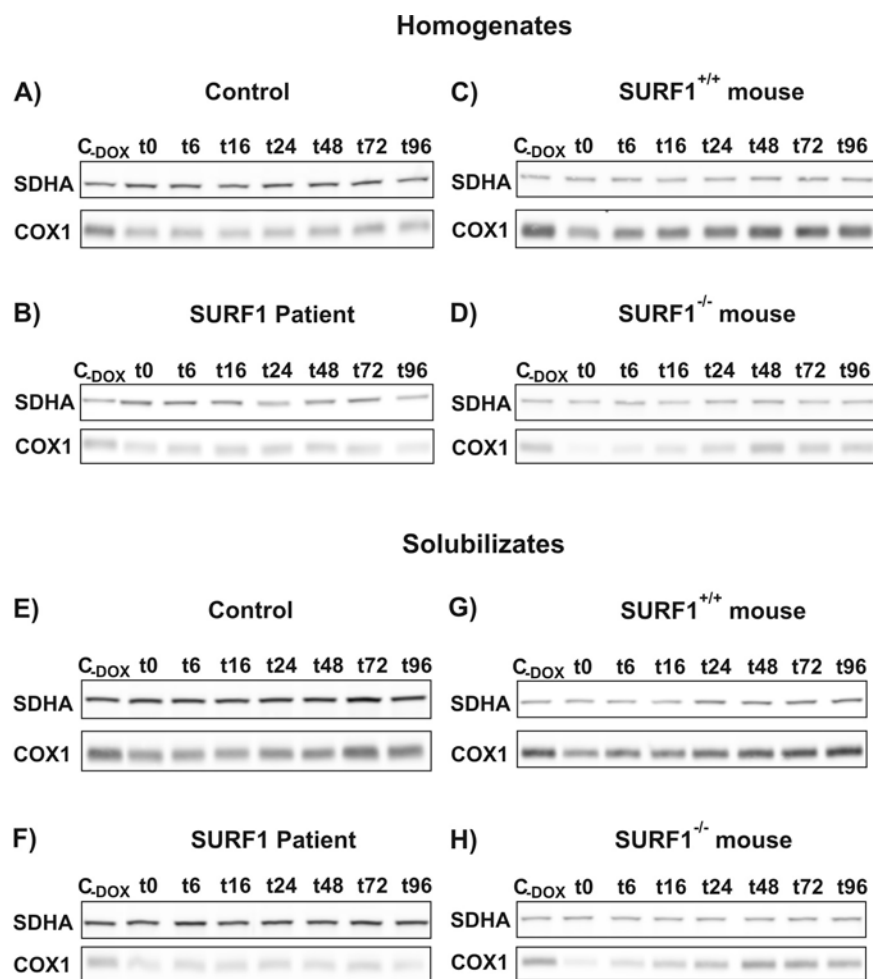 Homogenates
A) Control
C-DOX t0 t6 t16 t24 t48 t72 t96
SDHA
COX1
C) SURF1+/+ mouse
C-DOX t0 t6 t16 t24 t48 t72 t96
SDHA
COX1
B) SURF1 Patient
C-DOX t0 t6 t16 t24 t48 t72 t96
SDHA
COX1
D) SURF1-/- mouse
C-DOX t0 t6 t16 t24 t48 t72 t96
SDHA
COX1
Solubilizates
E) Control
C-DOX t0 t6 t16 t24 t48 t72 t96
SDHA
COX1
G) SURF1+/+ mouse
C-DOX t0 t6 t16 t24 t48 t72 t96
SDHA
COX1
F) SURF1 Patient
C-DOX t0 t6 t16 t24 t48 t72 t96
SDHA
COX1
H) SURF1-/- mouse
C-DOX t0 t6 t16 t24 t48 t72 t96
SDHA
COX1